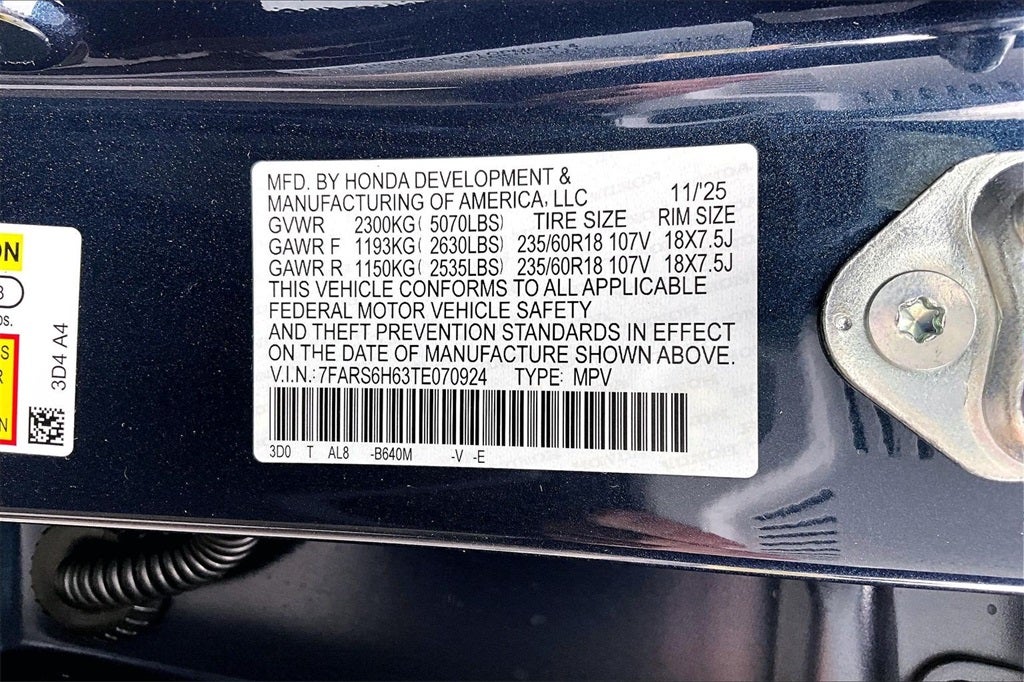 MFD. BY HONDA DEVELOPMENT &
MANUFACTURING OF AMERICA, LLC 11/'25
GVWR 2300KG( 5070LBS) TIRE SIZE RIM SIZE
GAWR F 1193KG( 2630LBS) 235/60R18 107V 18X7.5J
GAWR R 1150KG( 2535LBS) 235/60R18 107V 18X7.5J
THIS VEHICLE CONFORMS TO ALL APPLICABLE
FEDERAL MOTOR VEHICLE SAFETY
AND THEFT PREVENTION STANDARDS IN EFFECT
ON THE DATE OF MANUFACTURE SHOWN ABOVE.
V.I.N.: 7FARS6H63TE070924 TYPE: MPV
3D0 T AL8 -B640M -V -E
3D4 A4